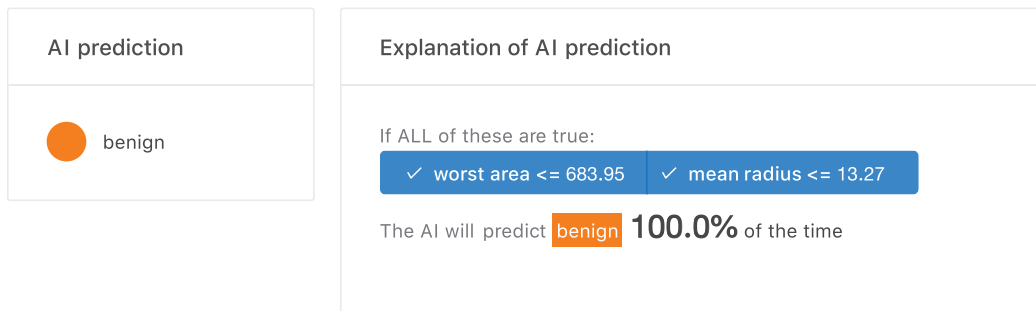 AI prediction
Explanation of AI prediction
benign
If ALL of these are true:
✓ worst area <= 683.95 ✓ mean radius <= 13.27
The AI will predict benign 100.0% of the time